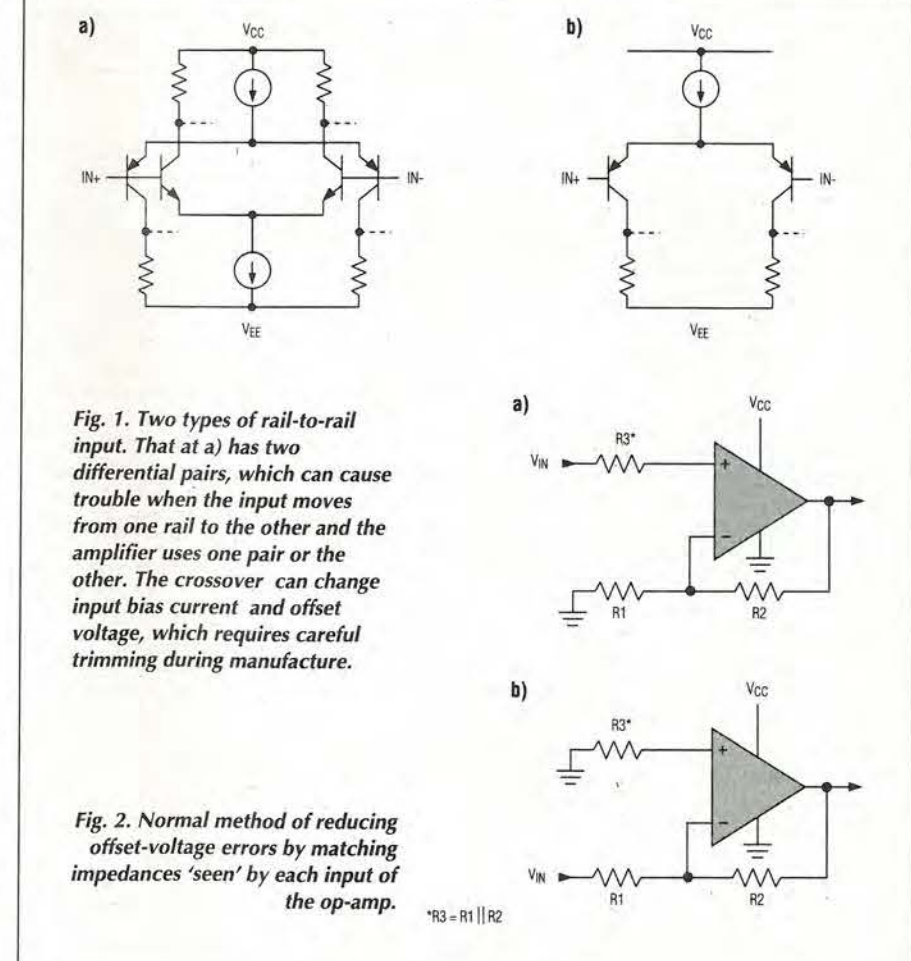 a)
VCC
IN+
IN-
VEE
b)
VCC
IN+
IN-
VEE
Fig. 1. Two types of rail-to-rail
input. That at a) has two
differential pairs, which can cause
trouble when the input moves
from one rail to the other and the
amplifier uses one pair or the
other. The crossover can change
input bias current and offset
voltage, which requires careful
trimming during manufacture.
a)
VCC
R3*
VIN
+
−
R1
R2
b)
VCC
R3*
+
−
VIN
R1
R2
Fig. 2. Normal method of reducing
offset-voltage errors by matching
impedances 'seen' by each input of
the op-amp.
*R3 = R1 || R2